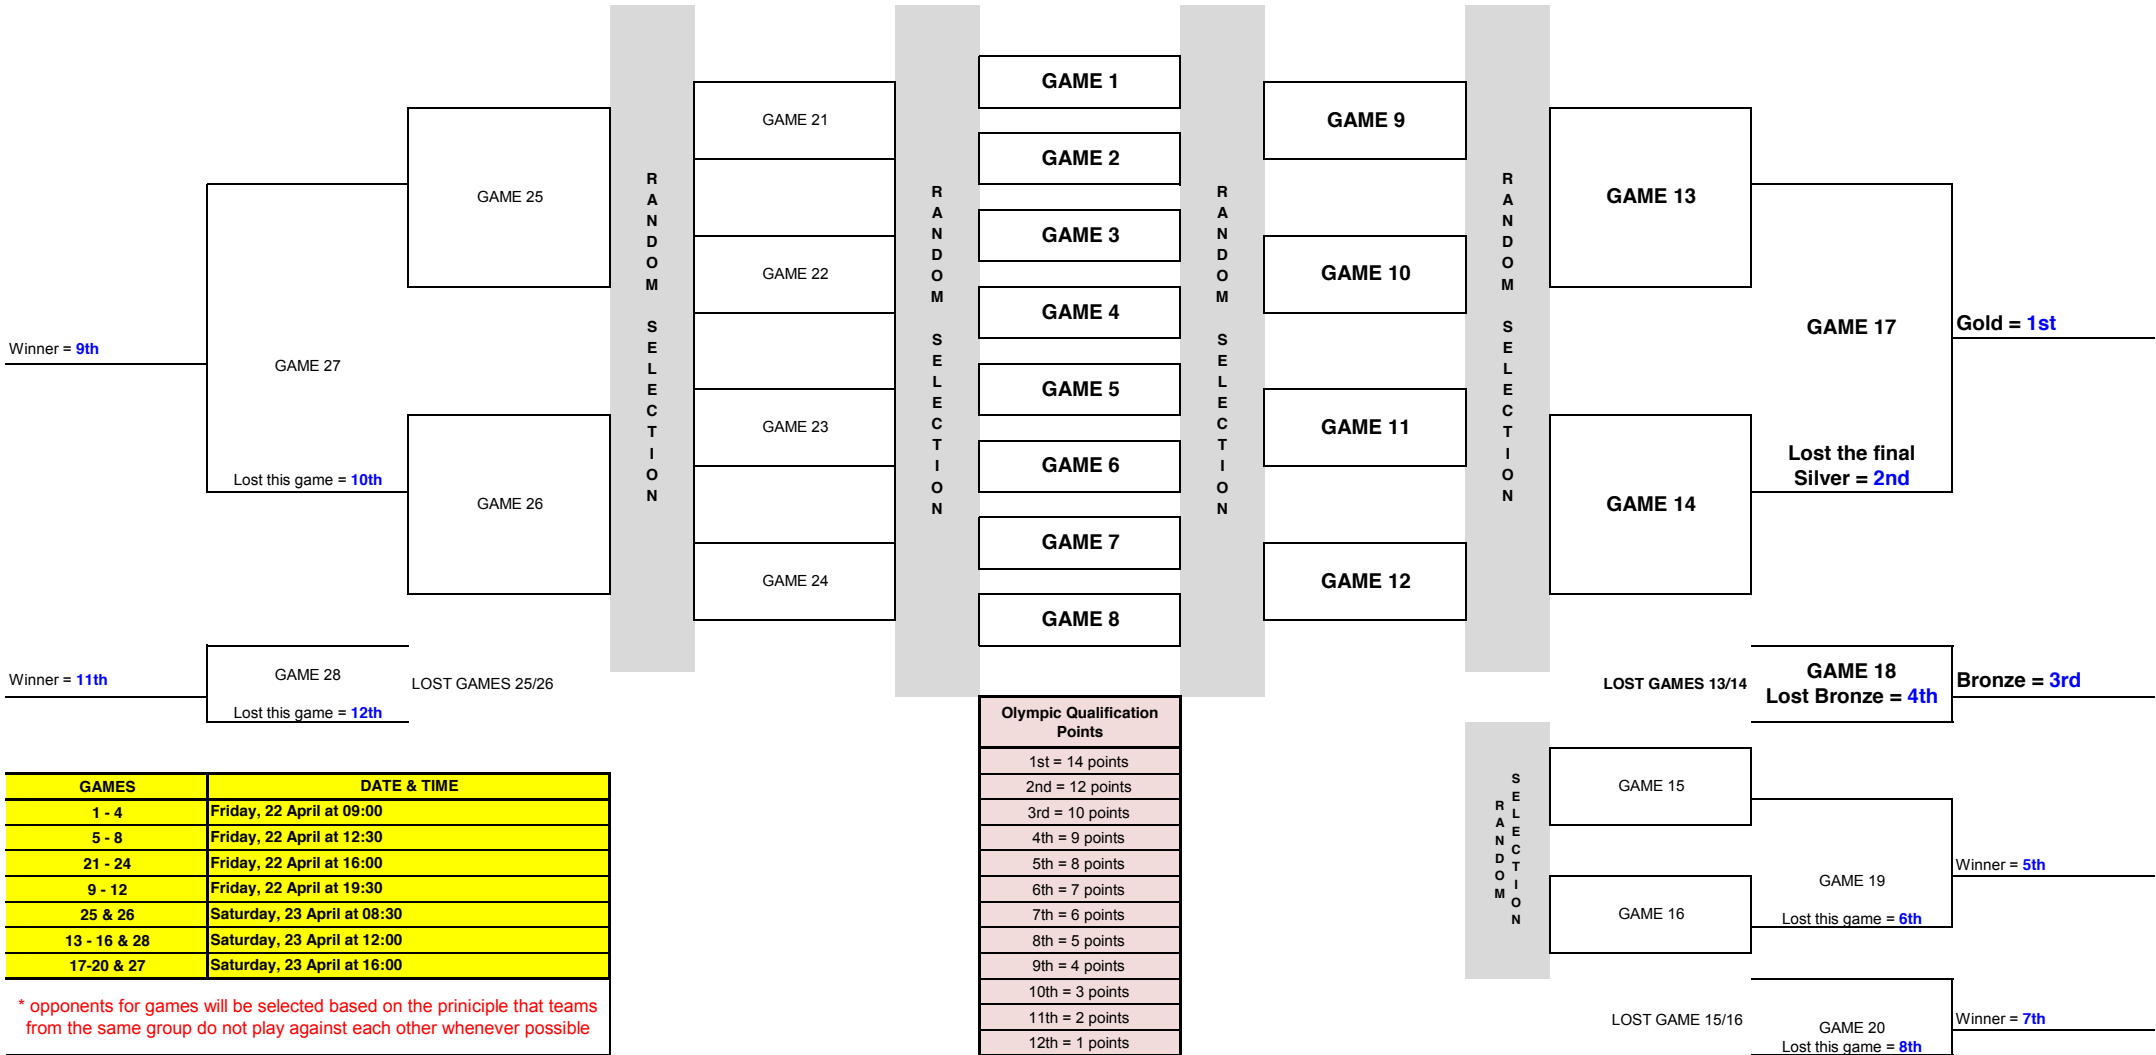 GAME 1
GAME 2
GAME 3
GAME 4
GAME 5
GAME 6
GAME 7
GAME 8
RANDOM SELECTION
GAME 21
GAME 22
GAME 23
GAME 24
RANDOM SELECTION
GAME 25
GAME 26
GAME 27
Winner = 9th
Lost this game = 10th
GAME 28
LOST GAMES 25/26
Winner = 11th
Lost this game = 12th
RANDOM SELECTION
GAME 9
GAME 10
GAME 11
GAME 12
RANDOM SELECTION
GAME 13
GAME 14
GAME 17
Gold = 1st
Lost the final
Silver = 2nd
LOST GAMES 13/14
GAME 18
Lost Bronze = 4th
Bronze = 3rd
RANDOM
SELECTION
GAME 15
GAME 16
GAME 19
Lost this game = 6th
Winner = 5th
LOST GAME 15/16
GAME 20
Lost this game = 8th
Winner = 7th
GAMES DATE & TIME
1 - 4 Friday, 22 April at 09:00
5 - 8 Friday, 22 April at 12:30
21 - 24 Friday, 22 April at 16:00
9 - 12 Friday, 22 April at 19:30
25 & 26 Saturday, 23 April at 08:30
13 - 16 & 28 Saturday, 23 April at 12:00
17-20 & 27 Saturday, 23 April at 16:00
* opponents for games will be selected based on the priniciple that teams
from the same group do not play against each other whenever possible
Olympic Qualification
Points
1st = 14 points
2nd = 12 points
3rd = 10 points
4th = 9 points
5th = 8 points
6th = 7 points
7th = 6 points
8th = 5 points
9th = 4 points
10th = 3 points
11th = 2 points
12th = 1 points